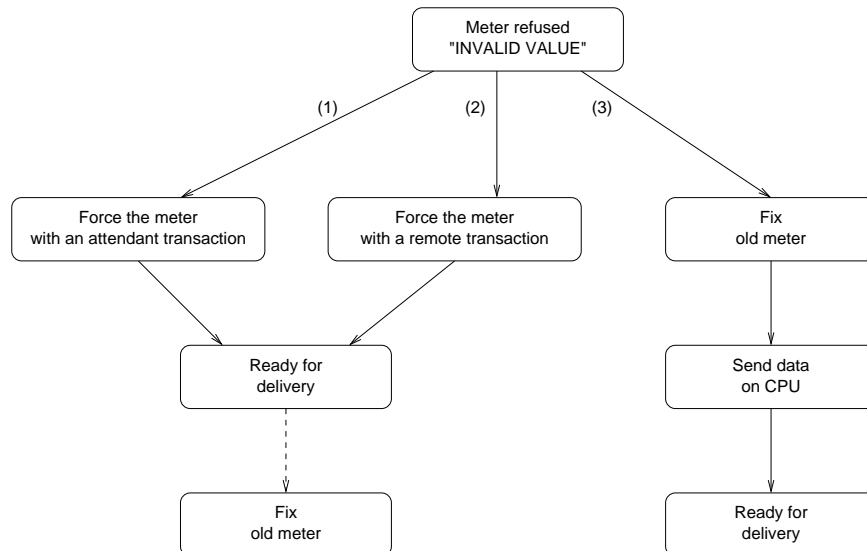 Meter refused
"INVALID VALUE"
(1)
(2)
(3)
Force the meter
with an attendant transaction
Force the meter
with a remote transaction
Fix
old meter
Ready for
delivery
Send data
on CPU
Fix
old meter
Ready for
delivery